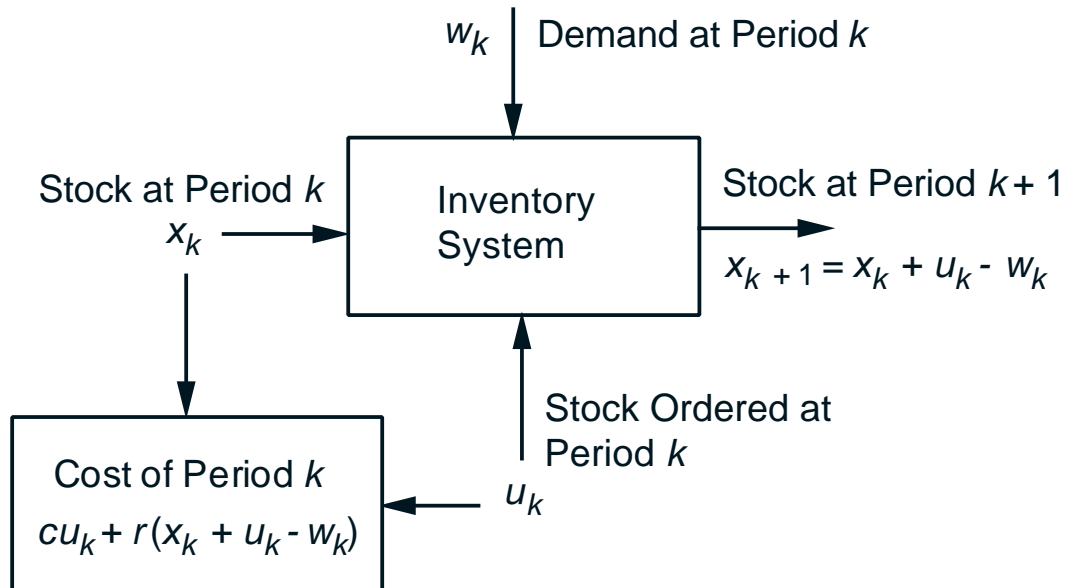 w_k Demand at Period k
Stock at Period k
x_k
Inventory
System
Stock at Period k + 1
x_{k + 1} = x_k + u_k - w_k
Stock Ordered at
Period k
u_k
Cost of Period k
cu_k + r(x_k + u_k - w_k)